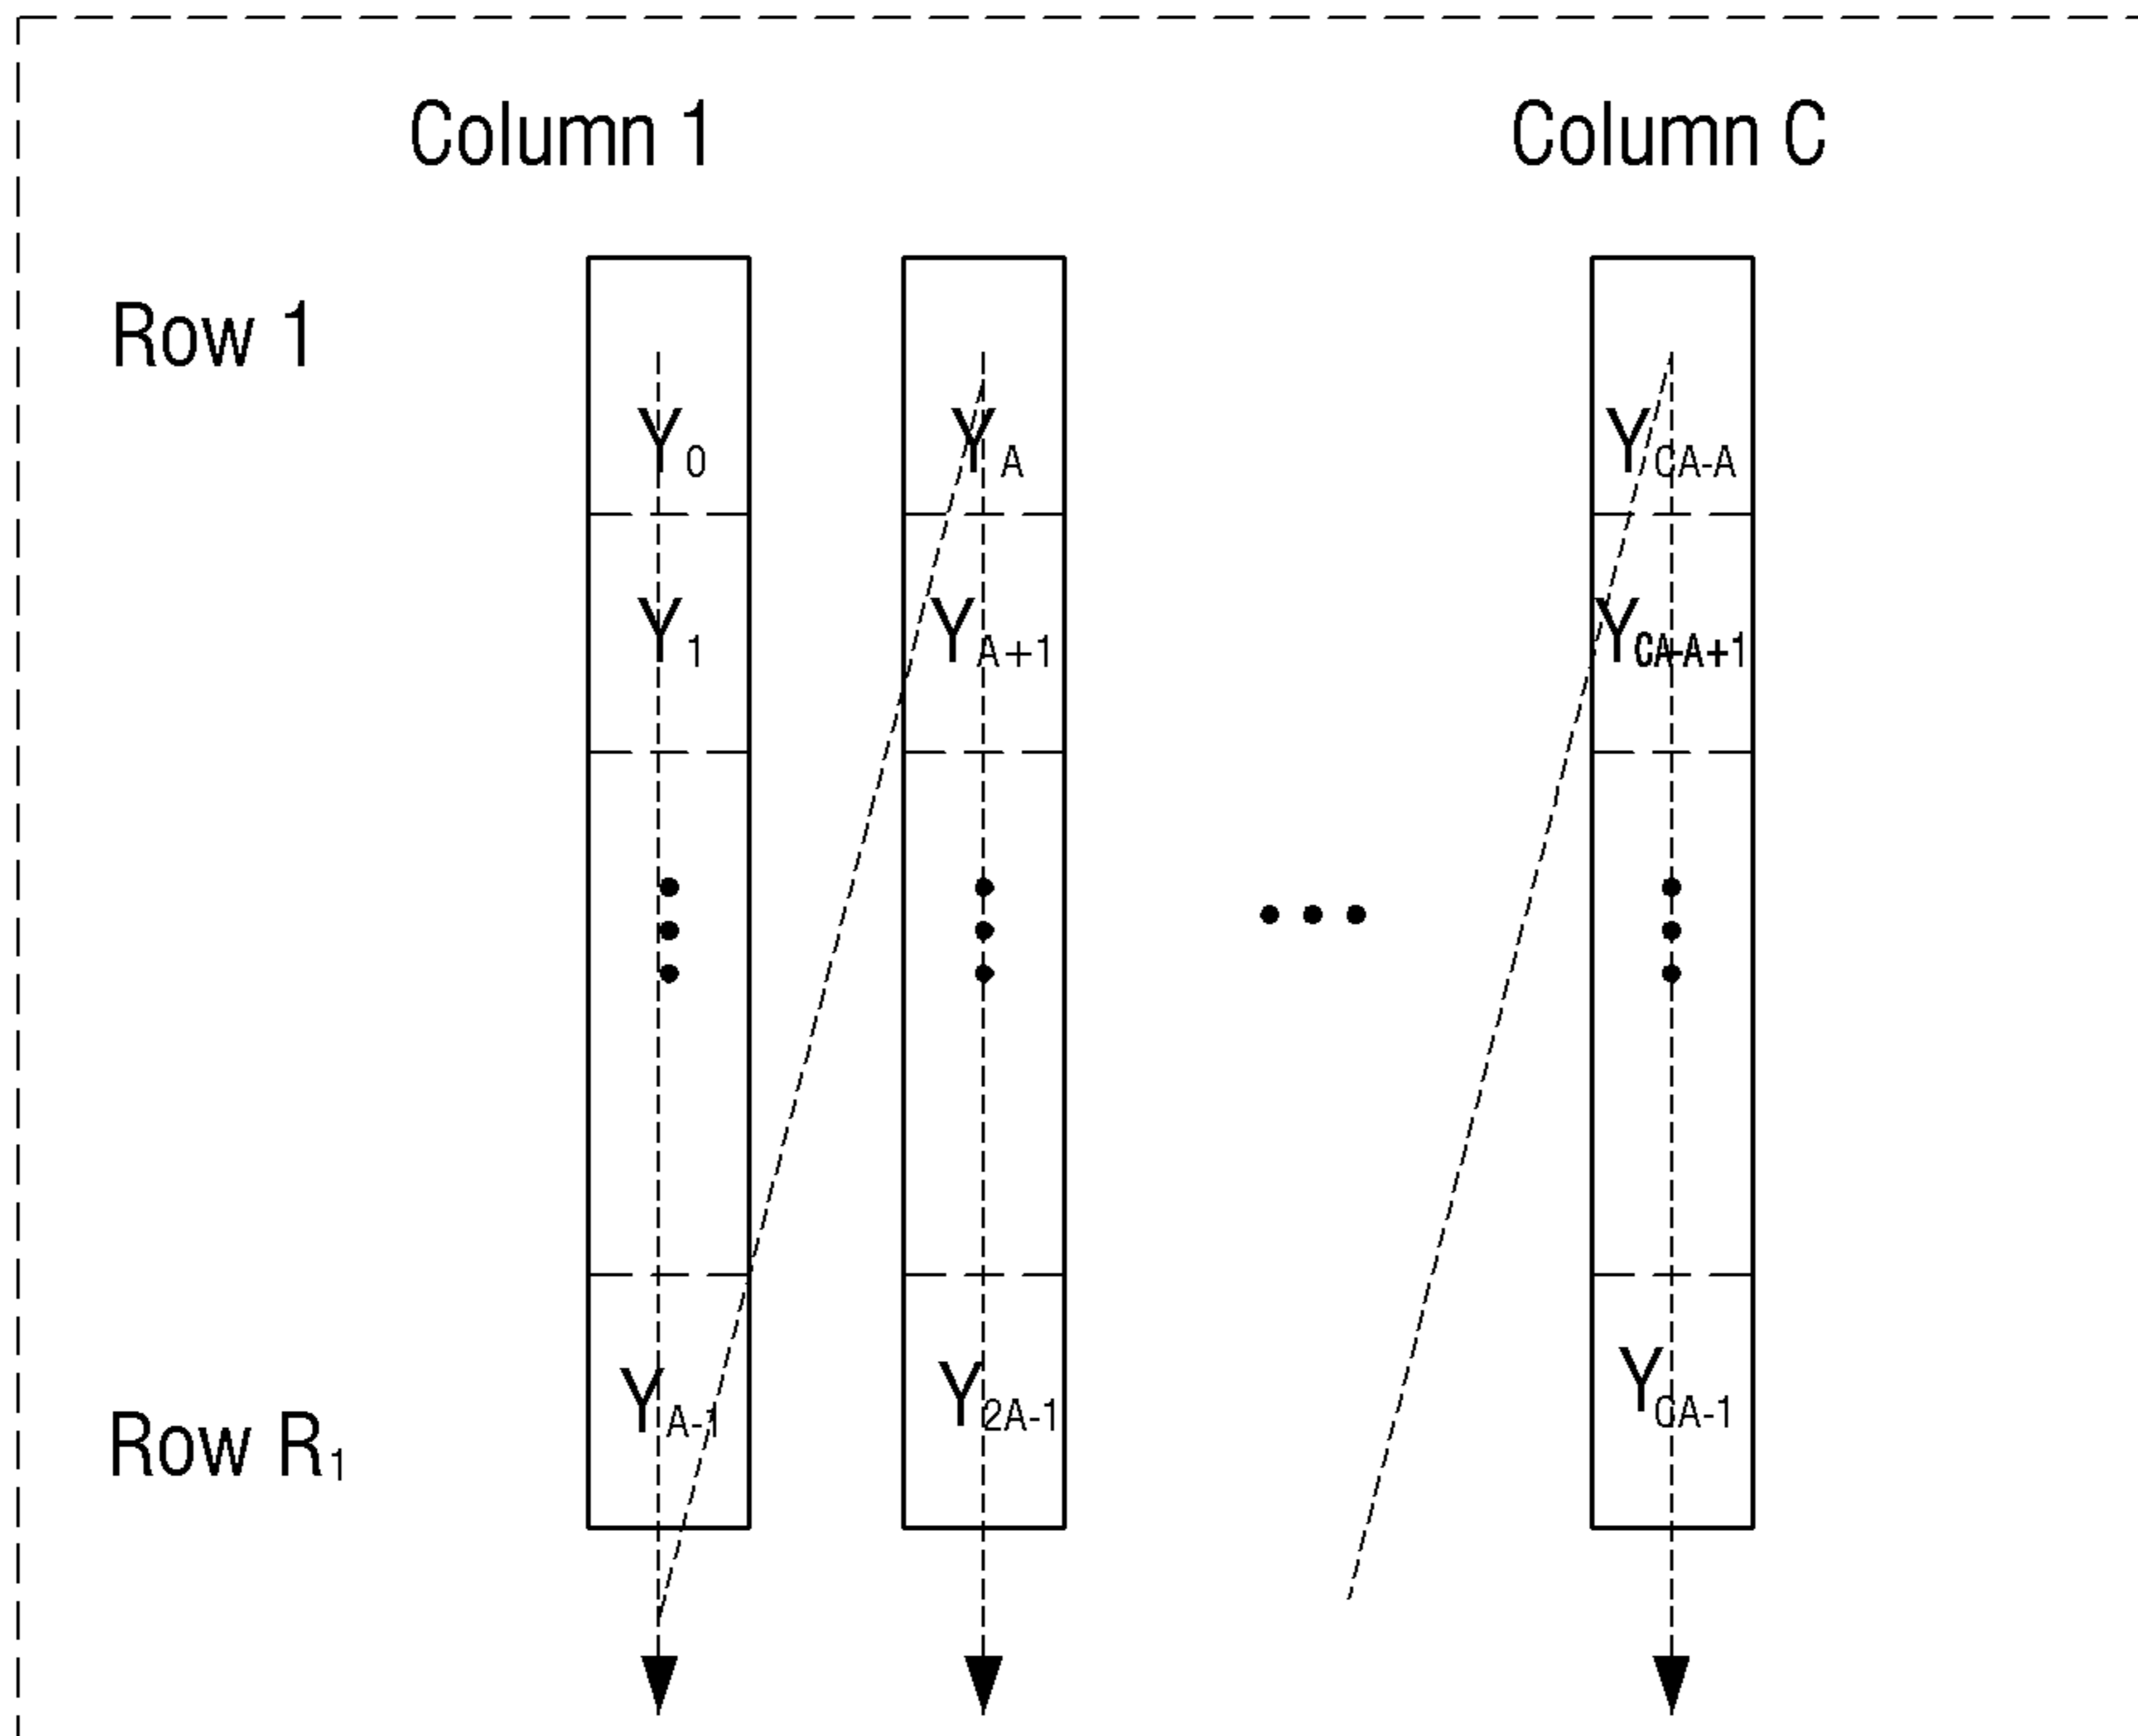 Column 1 Column C
Row 1
Y0 YA YCA-A
Y1 YA+1 YCA-A+1
YA-1 Y2A-1 YCA-1
Row R1